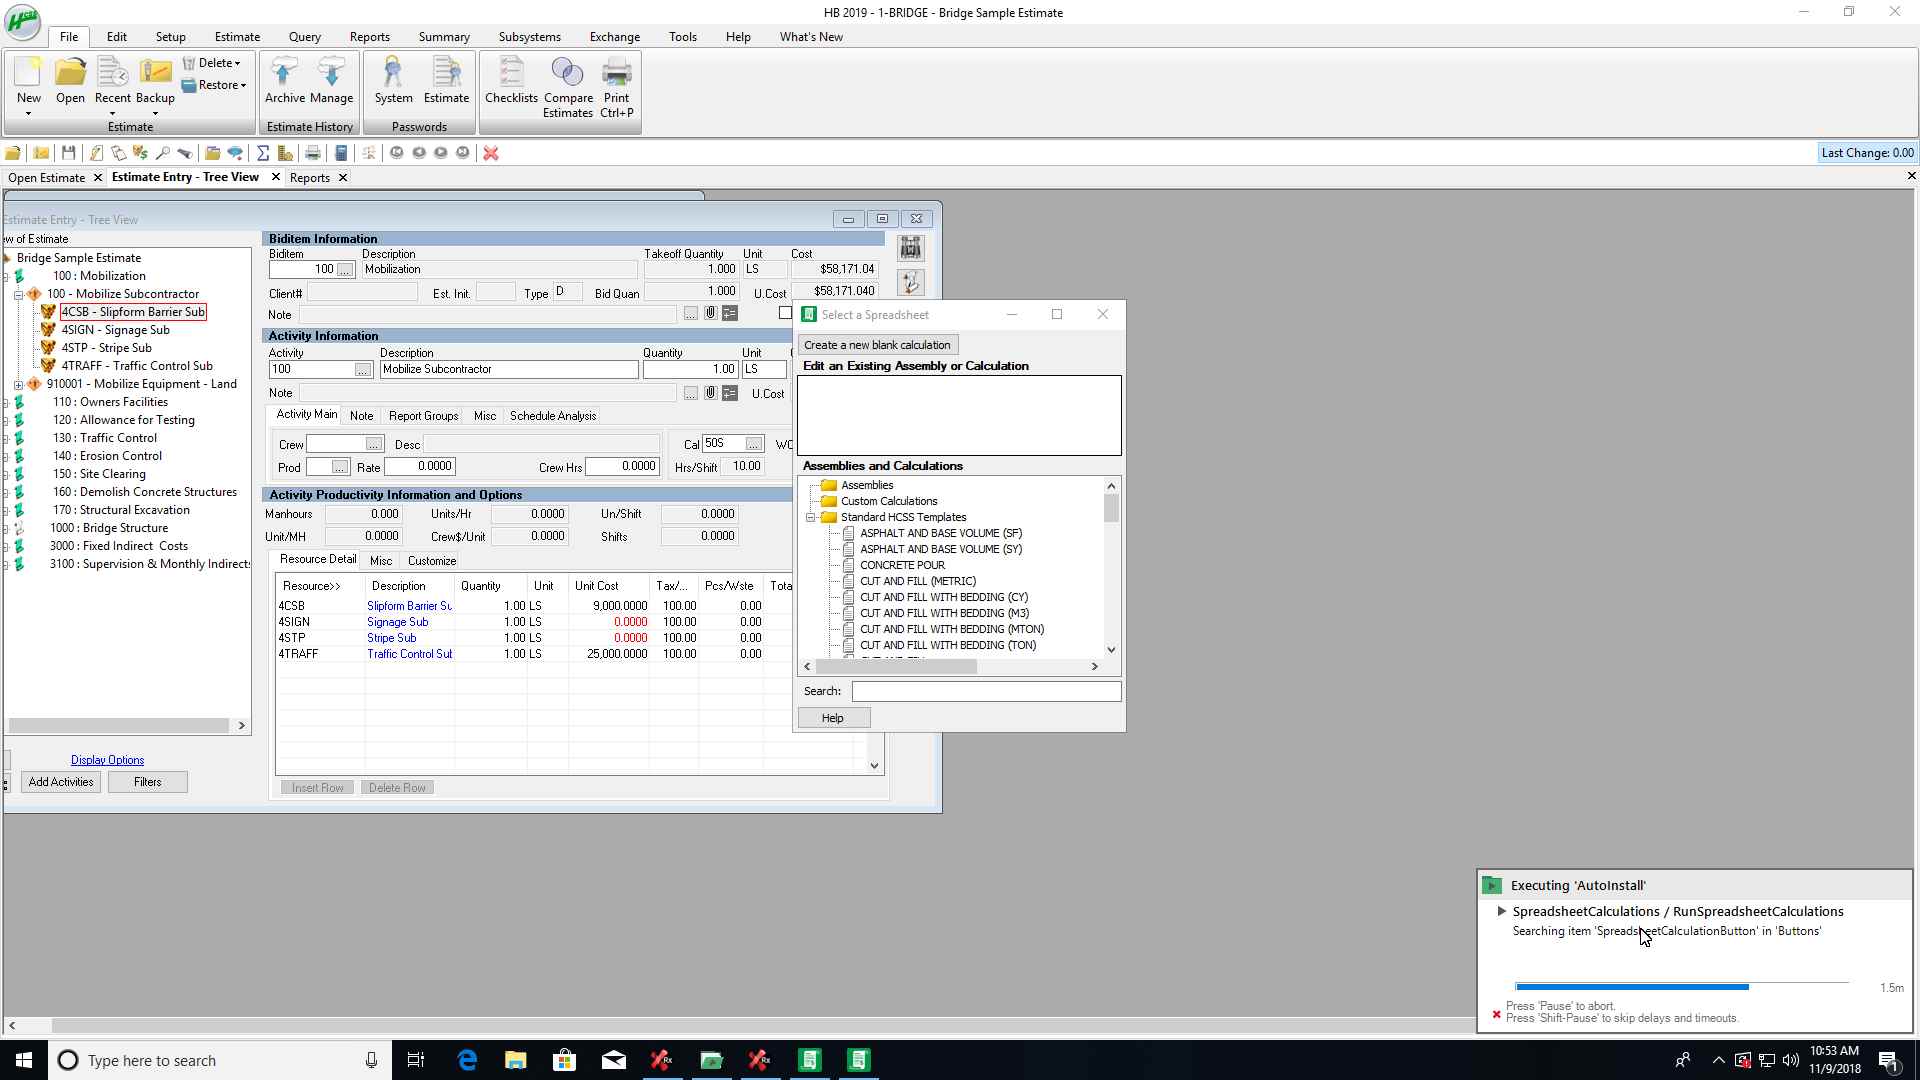 HB 2019 - 1-BRIDGE - Bridge Sample Estimate
File Edit Setup Estimate Query Reports Summary Subsystems Exchange Tools Help What's New
New Open Recent Backup Delete Restore
Estimate
Archive Manage
Estimate History
System Estimate
Passwords
Checklists Compare Estimates Print Ctrl+P
Last Change: 0.00
Open Estimate Estimate Entry - Tree View Reports
Estimate Entry - Tree View
ew of Estimate
Bridge Sample Estimate
100 : Mobilization
100 - Mobilize Subcontractor
4CSB - Slipform Barrier Sub
4SIGN - Signage Sub
4STP - Stripe Sub
4TRAFF - Traffic Control Sub
910001 - Mobilize Equipment - Land
110 : Owners Facilities
120 : Allowance for Testing
130 : Traffic Control
140 : Erosion Control
150 : Site Clearing
160 : Demolish Concrete Structures
170 : Structural Excavation
1000 : Bridge Structure
3000 : Fixed Indirect Costs
3100 : Supervision & Monthly Indirects
Display Options
Add Activities Filters
Biditem Information
Biditem Description Takeoff Quantity Unit Cost
100 ... Mobilization 1.000 LS $58,171.04
Client# Est. Init. Type D Bid Quan 1.000 U.Cost $58,171.040
Note ...
Activity Information
Activity Description Quantity Unit
100 ... Mobilize Subcontractor 1.00 LS
Note ... U.Cost
Activity Main Note Report Groups Misc Schedule Analysis
Crew ... Desc Cal 50S ... WC
Prod ... Rate 0.0000 Crew Hrs 0.0000 Hrs/Shift 10.00
Activity Productivity Information and Options
Manhours 0.000 Units/Hr 0.0000 Un/Shift 0.0000
Unit/MH 0.0000 Crew$/Unit 0.0000 Shifts 0.0000
Resource Detail Misc Customize
Resource>> Description Quantity Unit Unit Cost Tax/... Pcs/Wste Tota
4CSB Slipform Barrier Su 1.00 LS 9,000.0000 100.00 0.00
4SIGN Signage Sub 1.00 LS 0.0000 100.00 0.00
4STP Stripe Sub 1.00 LS 0.0000 100.00 0.00
4TRAFF Traffic Control Sub 1.00 LS 25,000.0000 100.00 0.00
Insert Row Delete Row
Select a Spreadsheet
Create a new blank calculation
Edit an Existing Assembly or Calculation
Assemblies and Calculations
Assemblies
Custom Calculations
Standard HCSS Templates
ASPHALT AND BASE VOLUME (SF)
ASPHALT AND BASE VOLUME (SY)
CONCRETE POUR
CUT AND FILL (METRIC)
CUT AND FILL WITH BEDDING (CY)
CUT AND FILL WITH BEDDING (M3)
CUT AND FILL WITH BEDDING (MTON)
CUT AND FILL WITH BEDDING (TON)
Search:
Help
Executing 'AutoInstall'
SpreadsheetCalculations / RunSpreadsheetCalculations
Searching item 'SpreadsheetCalculationButton' in 'Buttons'
1.5m
Press 'Pause' to abort.
Press 'Shift-Pause' to skip delays and timeouts.
Type here to search
10:53 AM
11/9/2018
1